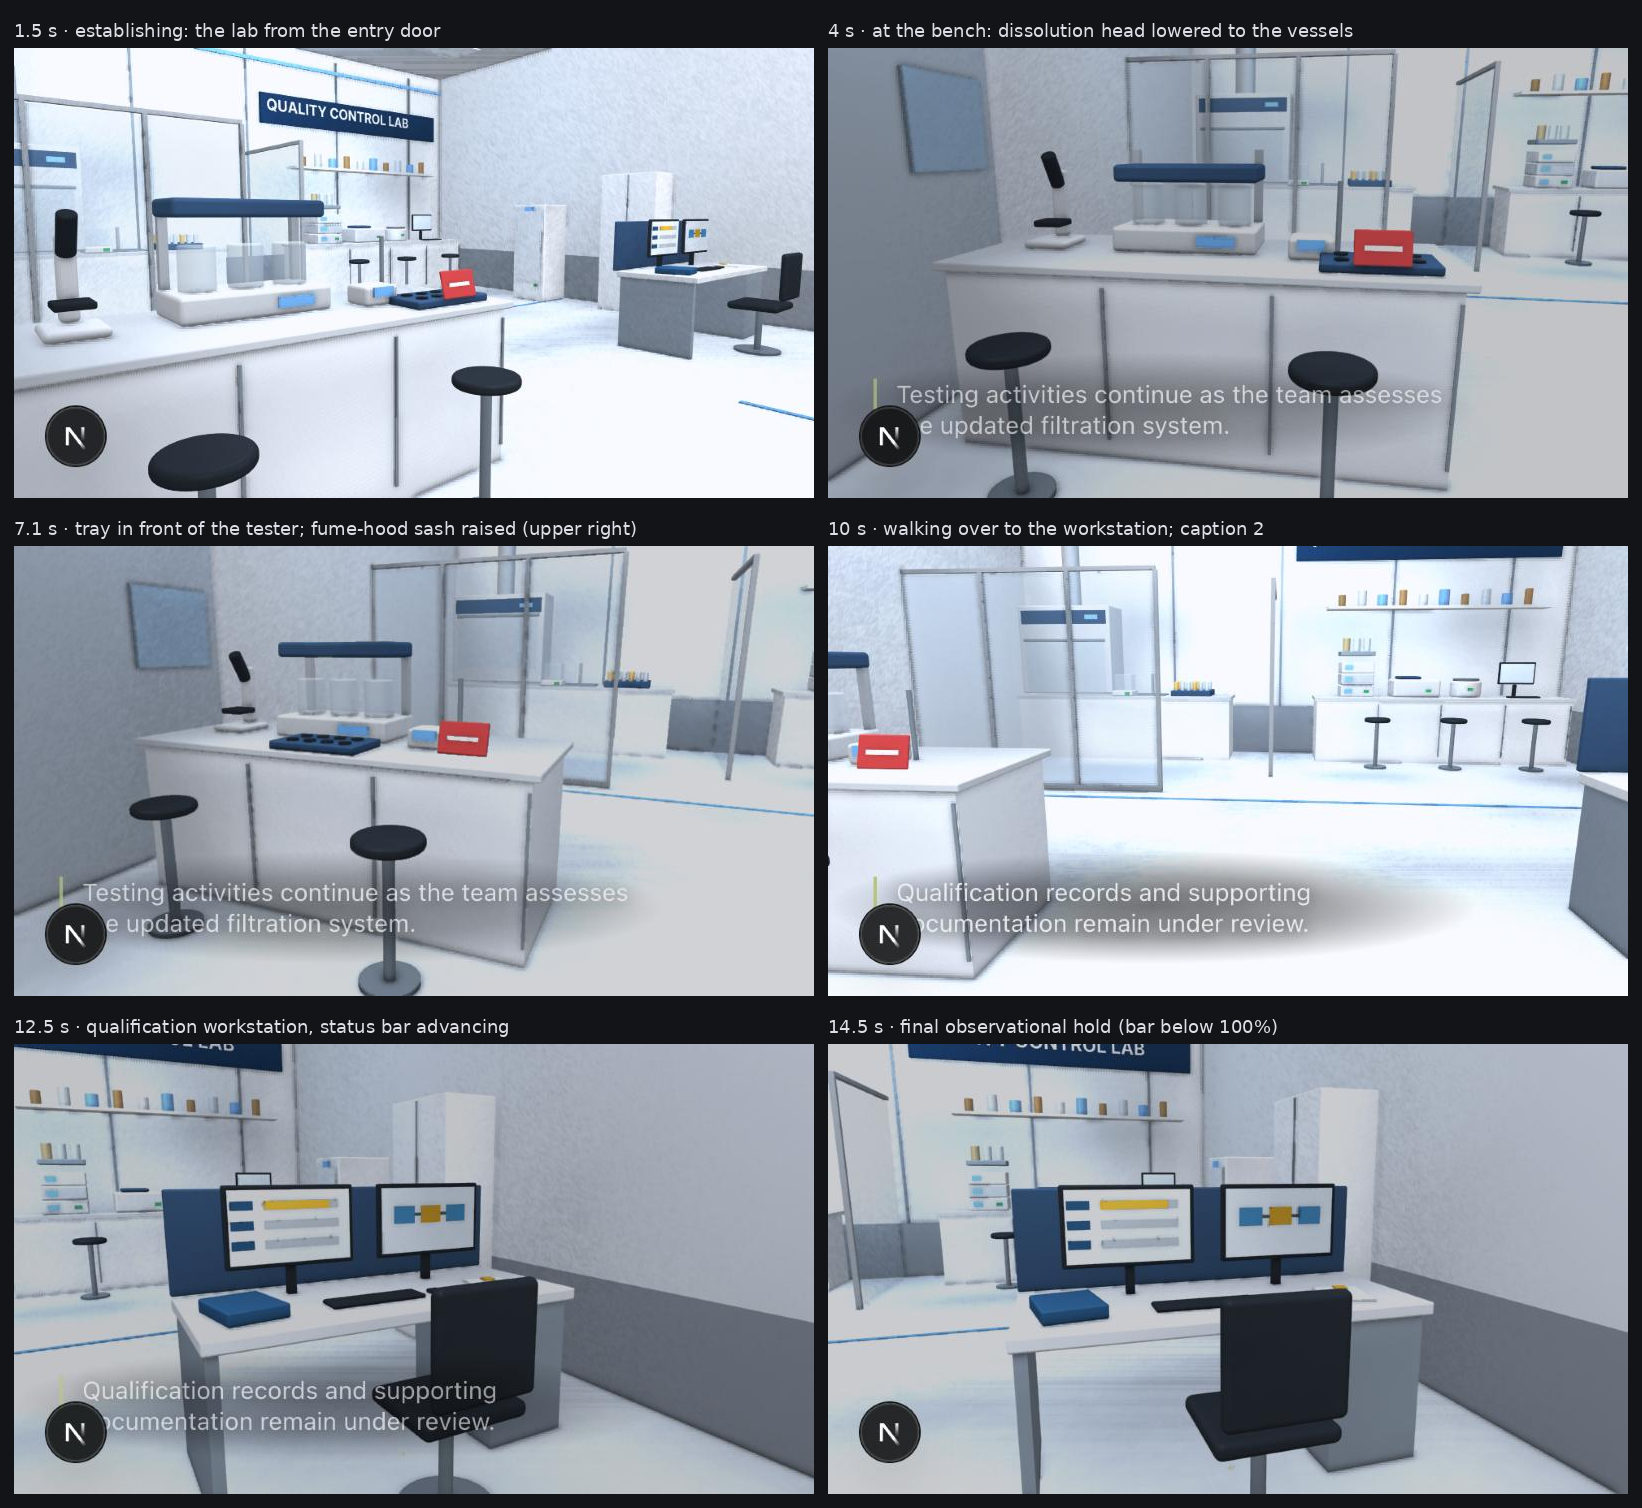 1.5 s · establishing: the lab from the entry door
QUALITY CONTROL LAB
N
4 s · at the bench: dissolution head lowered to the vessels
Testing activities continue as the team assesses
e updated filtration system.
N
7.1 s · tray in front of the tester; fume-hood sash raised (upper right)
Testing activities continue as the team assesses
e updated filtration system.
N
10 s · walking over to the workstation; caption 2
Qualification records and supporting
ocumentation remain under review.
N
12.5 s · qualification workstation, status bar advancing
LAB
Qualification records and supporting
ocumentation remain under review.
N
14.5 s · final observational hold (bar below 100%)
CONTROL LAB
N